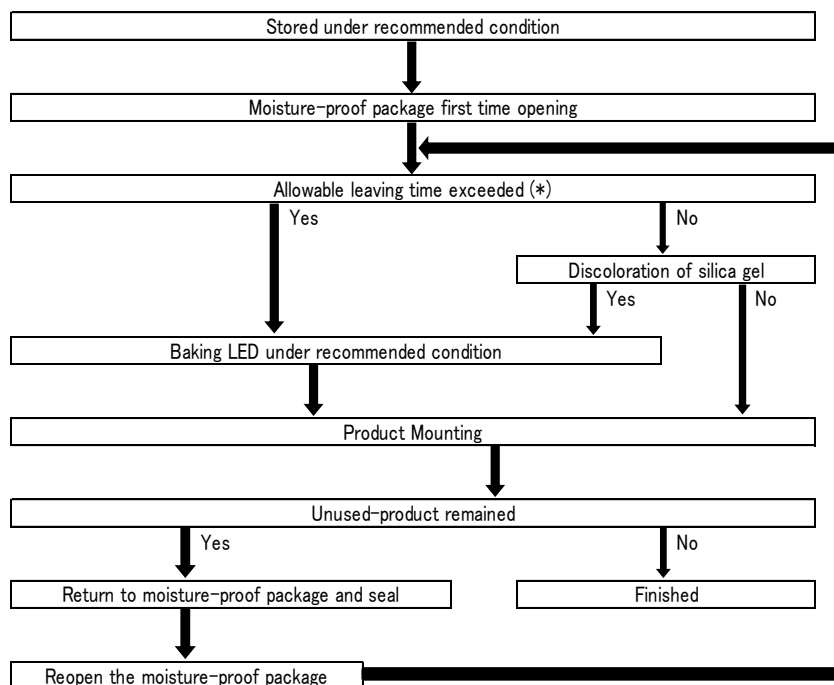 Stored under recommended condition
Moisture-proof package first time opening
Allowable leaving time exceeded (*)
Yes
No
Discoloration of silica gel
Yes
No
Baking LED under recommended condition
Product Mounting
Unused-product remained
Yes
No
Return to moisture-proof package and seal
Finished
Reopen the moisture-proof package